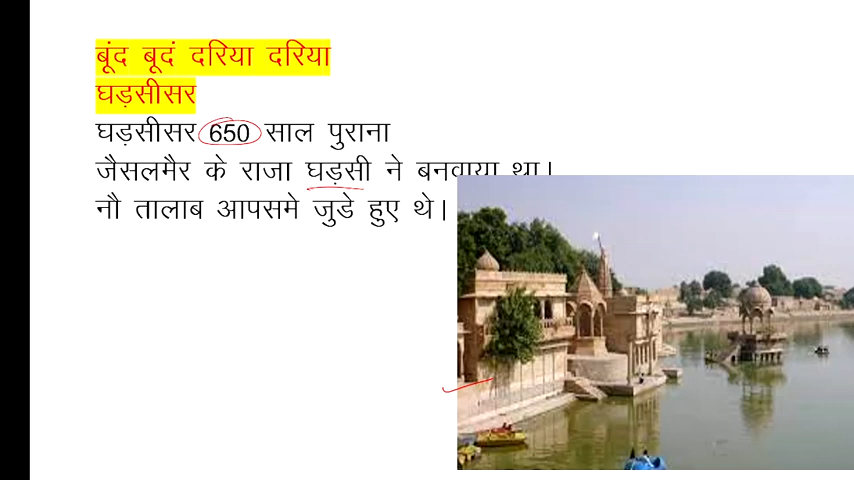 बूंद बूदं दरिया दरिया
घड़सीसर
घड़सीसर 650 साल पुराना
जैसलमैर के राजा घड़सी ने बनवाया था।
नौ तालाब आपसमे जुडे हुए थे।